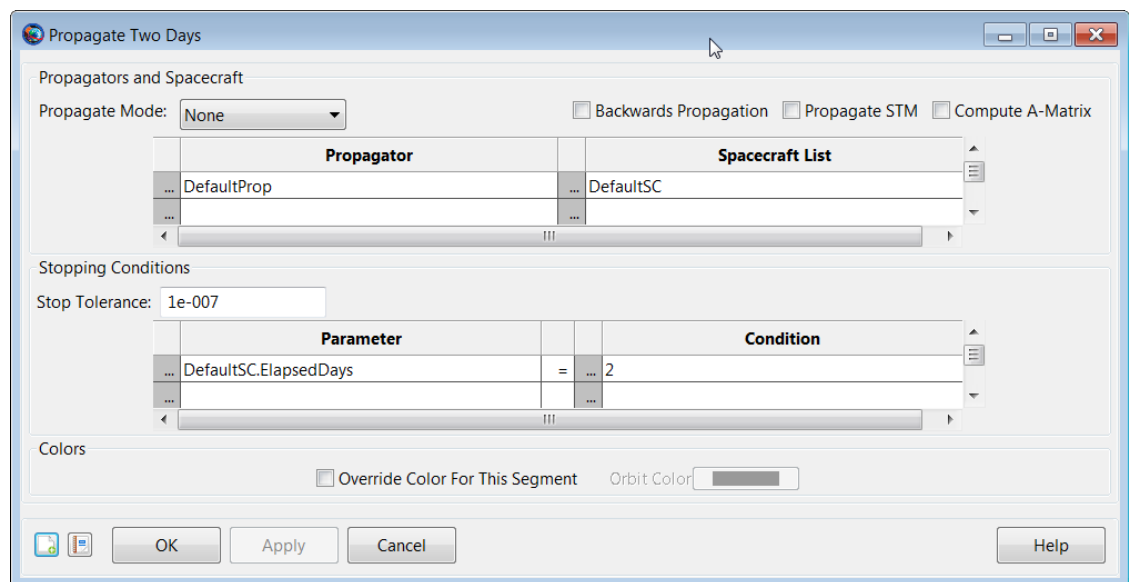 Propagate Two Days
Propagators and Spacecraft
Propagate Mode: None Backwards Propagation Propagate STM Compute A-Matrix
Propagator Spacecraft List
... DefaultProp ... DefaultSC
... ...
Stopping Conditions
Stop Tolerance: 1e-007
Parameter Condition
... DefaultSC.ElapsedDays = ... 2
... ...
Colors
Override Color For This Segment Orbit Color
OK Apply Cancel Help